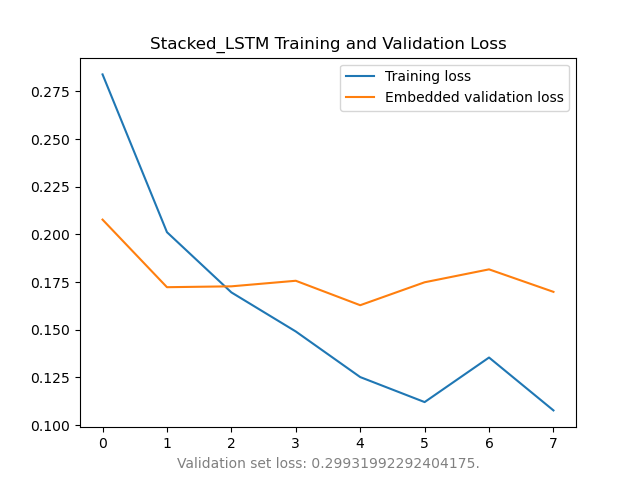 Stacked_LSTM Training and Validation Loss
Training loss
Embedded validation loss
0.275
0.250
0.225
0.200
0.175
0.150
0.125
0.100
0 1 2 3 4 5 6 7
Validation set loss: 0.29931992292404175.